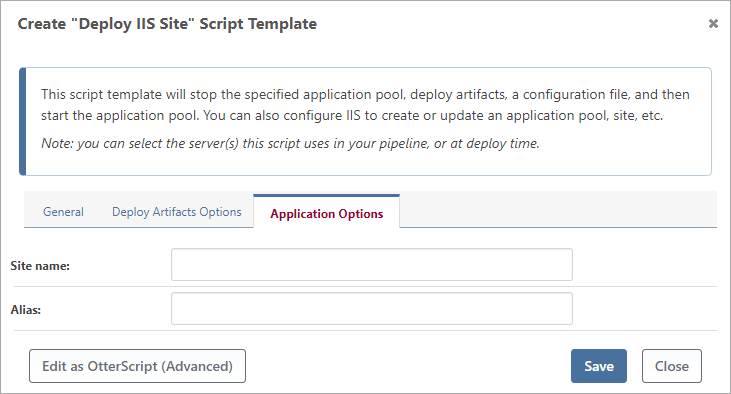 Create "Deploy IIS Site" Script Template
×
This script template will stop the specified application pool, deploy artifacts, a configuration file, and then
start the application pool. You can also configure IIS to create or update an application pool, site, etc.
Note: you can select the server(s) this script uses in your pipeline, or at deploy time.
General Deploy Artifacts Options Application Options
Site name:
Alias:
Edit as OtterScript (Advanced) Save Close